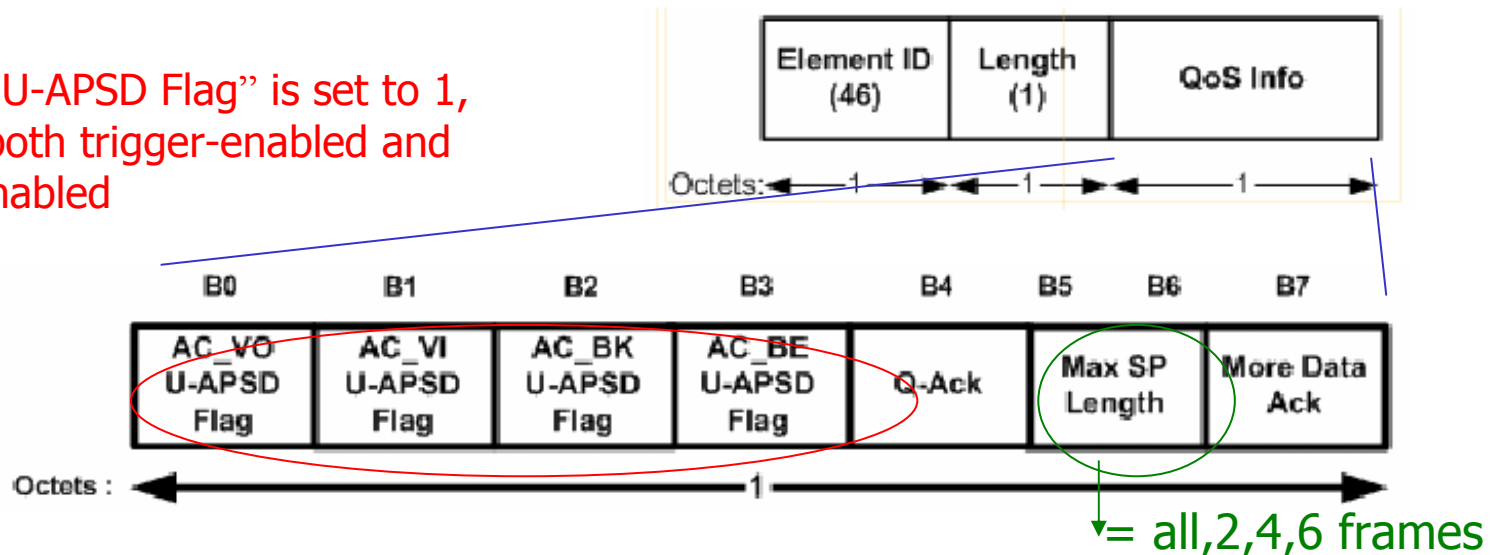 U-APSD Flag” is set to 1,
both trigger-enabled and
nabled
Element ID
(46)
Length
(1)
QoS Info
Octets: 1 1 1
B0 B1 B2 B3 B4 B5 B6 B7
AC_VO
U-APSD
Flag
AC_VI
U-APSD
Flag
AC_BK
U-APSD
Flag
AC_BE
U-APSD
Flag
Q-Ack
Max SP
Length
More Data
Ack
Octets : 1
= all,2,4,6 frames